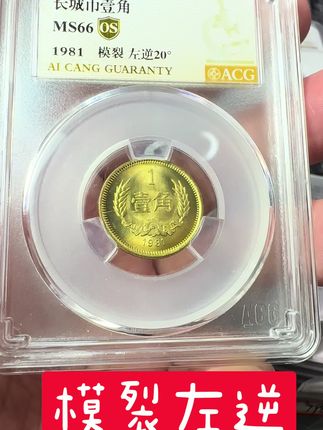 长城币壹角
MS66 OS
1981 模裂 左逆20°
AI CANG GUARANTY
ACG
1
壹角
1981
ACG
模裂左逆